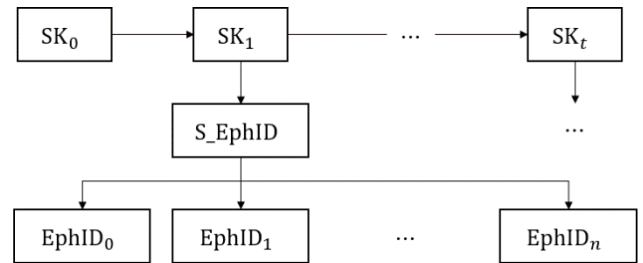 SK₀ SK₁ ... SKₜ
S_EphID ...
EphID₀ EphID₁ ... EphIDₙ